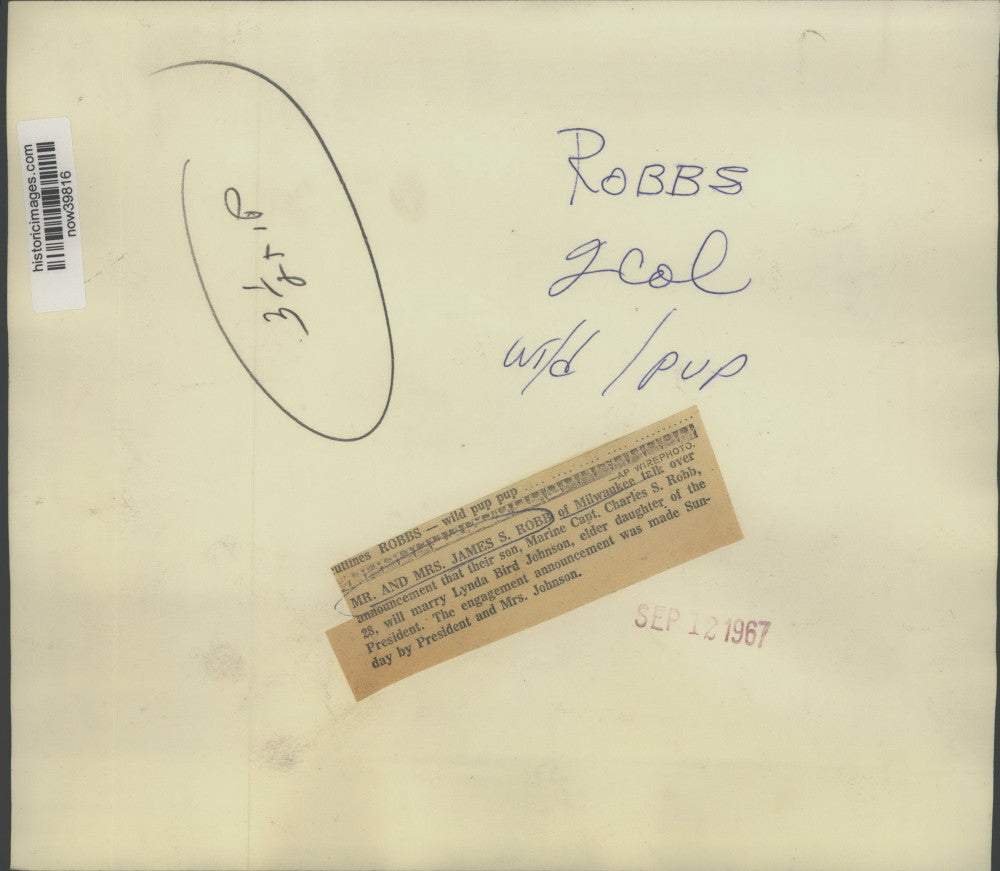 historicimages.com
now39816
3 1/8 + 16
ROBBS
2 col
wild / pup
utlines ROBBS — wild pup pup
—AP WIREPHOTO.
MR. AND MRS. JAMES S. ROBB of Milwaukee talk over
announcement that their son, Marine Capt. Charles S. Robb,
28, will marry Lynda Bird Johnson, elder daughter of the
President. The engagement announcement was made Sun-
day by President and Mrs. Johnson.
SEP 12 1967